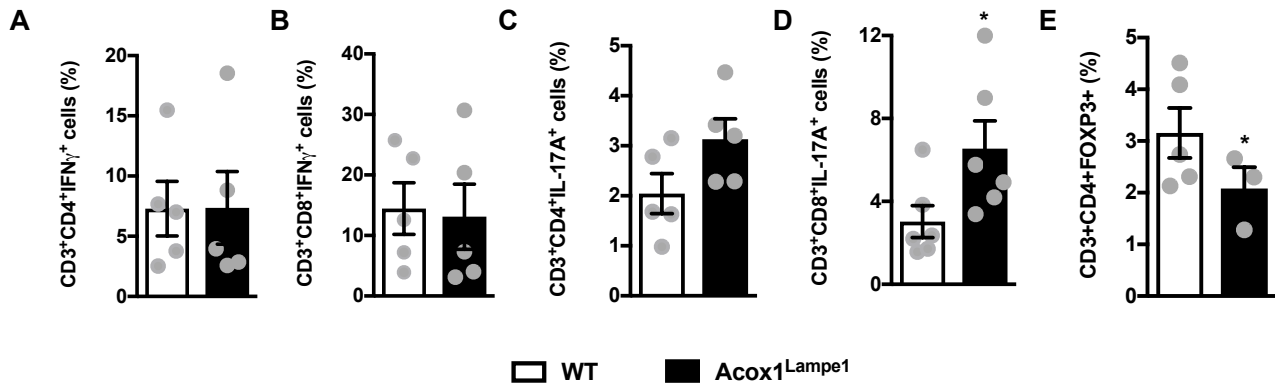 A
CD3⁺CD4⁺IFNγ⁺ cells (%)
20
15
10
5
0
B
CD3⁺CD8⁺IFNγ⁺ cells (%)
40
30
20
10
0
C
CD3⁺CD4⁺IL-17A⁺ cells (%)
5
4
3
2
1
0
D
CD3⁺CD8⁺IL-17A⁺ cells (%)
12
8
4
0
*
E
CD3+CD4+FOXP3+ (%)
5
4
3
2
1
0
*
WT
Acox1ᴸᵃᵐᵖᵉ¹